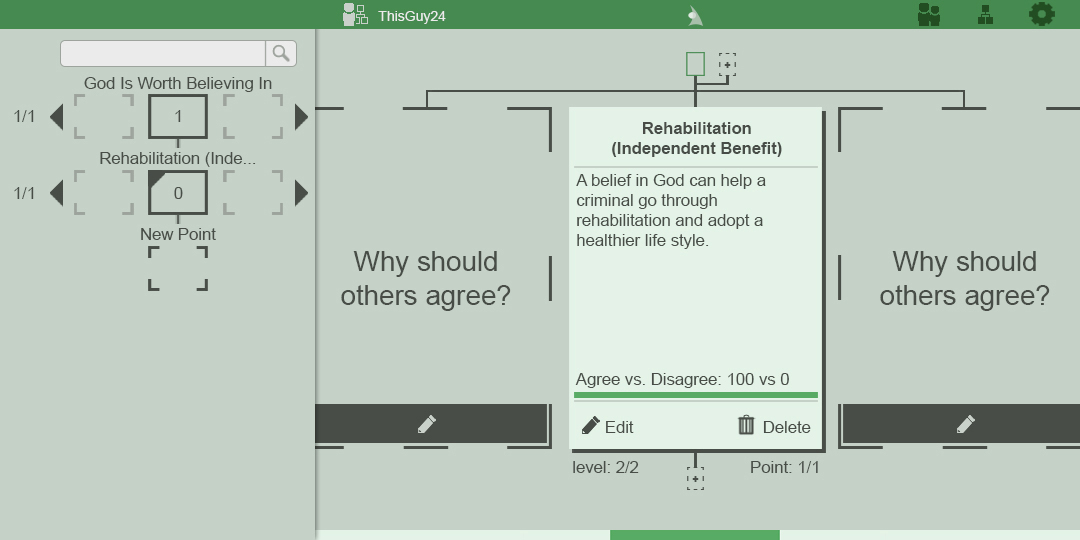 ThisGuy24
God Is Worth Believing In
1/1
1
Rehabilitation (Inde...
1/1
0
New Point
Why should
others agree?
Rehabilitation
(Independent Benefit)
A belief in God can help a
criminal go through
rehabilitation and adopt a
healthier life style.
Agree vs. Disagree: 100 vs 0
Edit
Delete
level: 2/2
Point: 1/1
Why should
others agree?